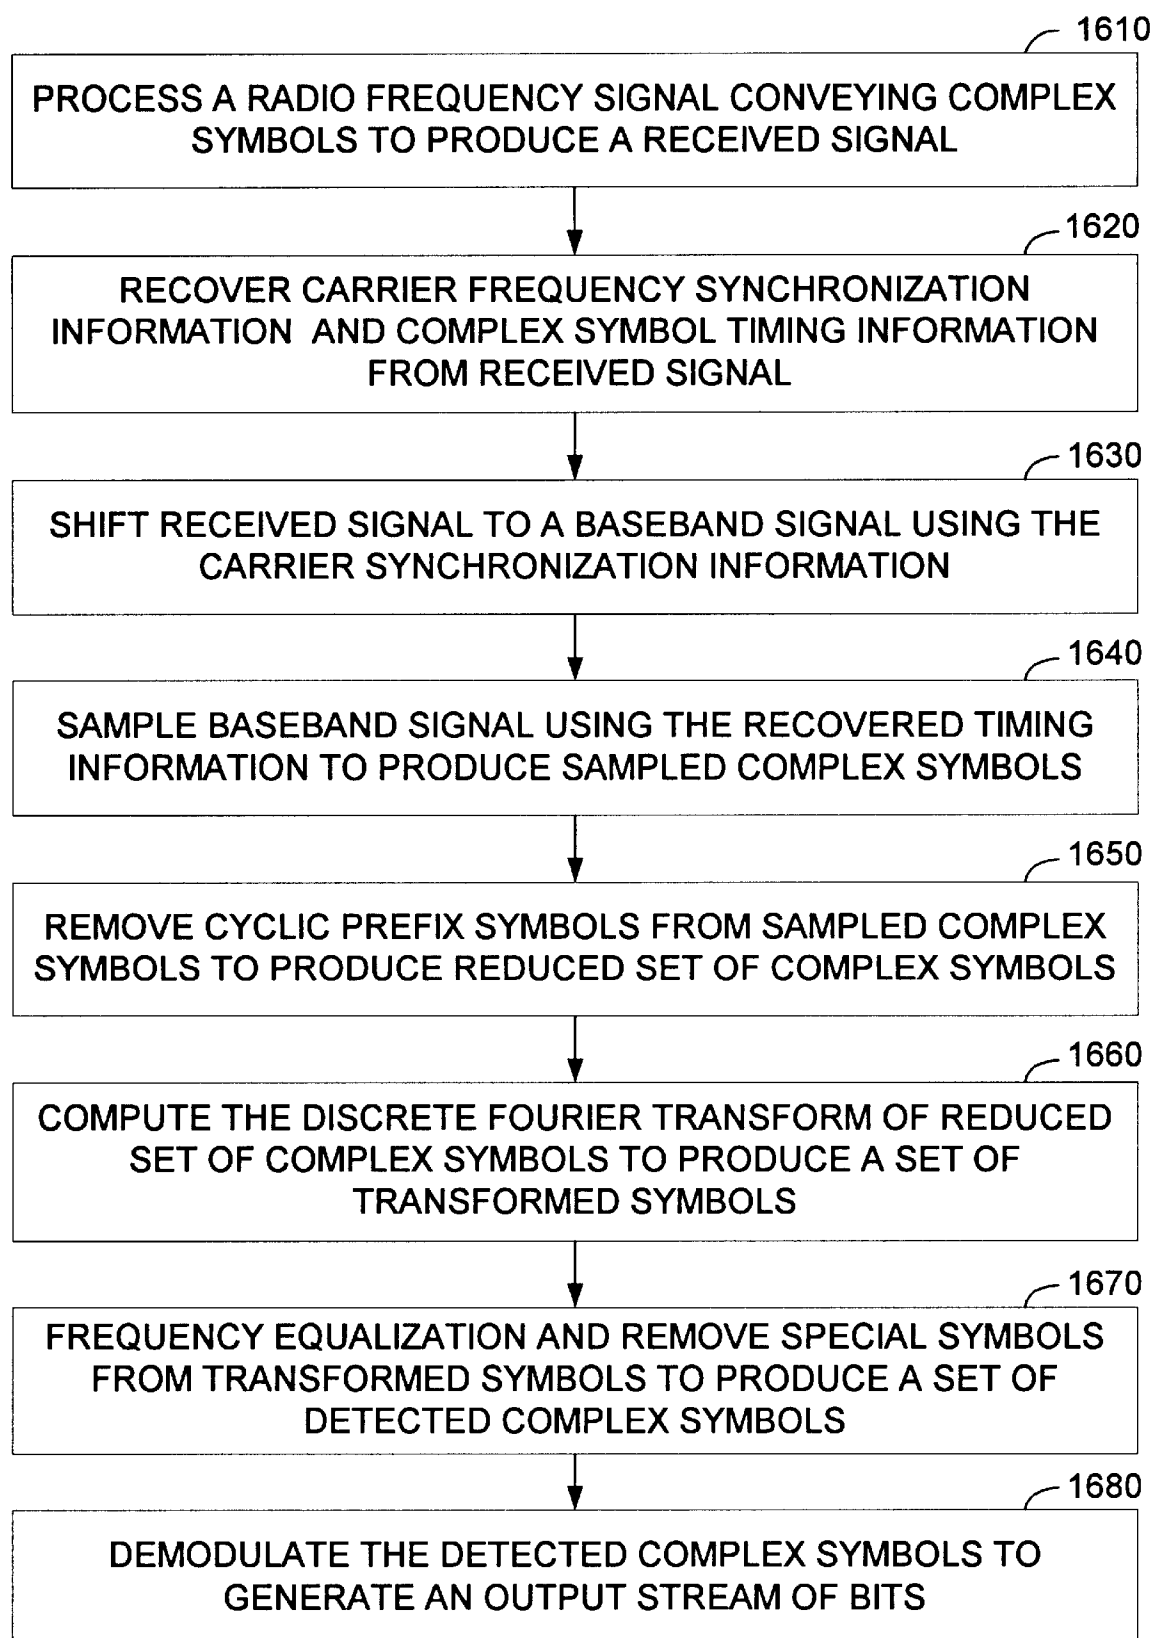 1610
PROCESS A RADIO FREQUENCY SIGNAL CONVEYING COMPLEX
SYMBOLS TO PRODUCE A RECEIVED SIGNAL
1620
RECOVER CARRIER FREQUENCY SYNCHRONIZATION
INFORMATION AND COMPLEX SYMBOL TIMING INFORMATION
FROM RECEIVED SIGNAL
1630
SHIFT RECEIVED SIGNAL TO A BASEBAND SIGNAL USING THE
CARRIER SYNCHRONIZATION INFORMATION
1640
SAMPLE BASEBAND SIGNAL USING THE RECOVERED TIMING
INFORMATION TO PRODUCE SAMPLED COMPLEX SYMBOLS
1650
REMOVE CYCLIC PREFIX SYMBOLS FROM SAMPLED COMPLEX
SYMBOLS TO PRODUCE REDUCED SET OF COMPLEX SYMBOLS
1660
COMPUTE THE DISCRETE FOURIER TRANSFORM OF REDUCED
SET OF COMPLEX SYMBOLS TO PRODUCE A SET OF
TRANSFORMED SYMBOLS
1670
FREQUENCY EQUALIZATION AND REMOVE SPECIAL SYMBOLS
FROM TRANSFORMED SYMBOLS TO PRODUCE A SET OF
DETECTED COMPLEX SYMBOLS
1680
DEMODULATE THE DETECTED COMPLEX SYMBOLS TO
GENERATE AN OUTPUT STREAM OF BITS